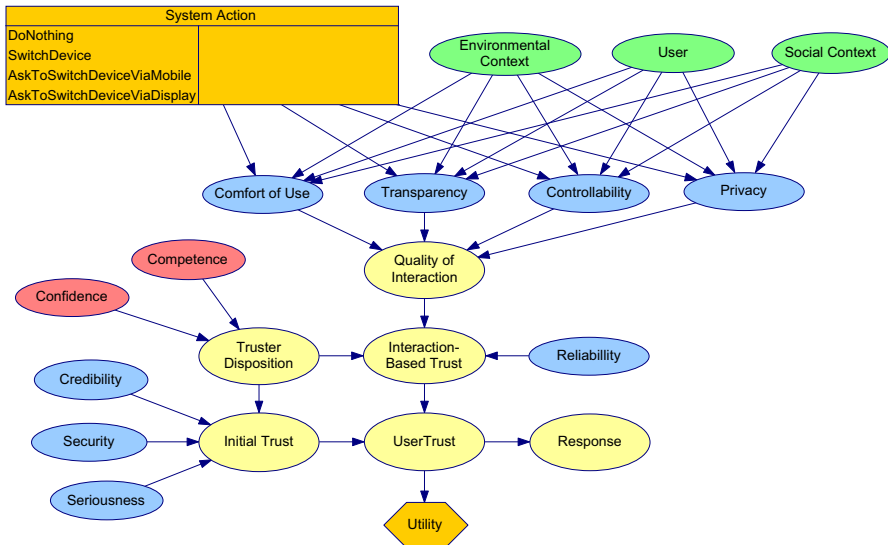 System Action
DoNothing
SwitchDevice
AskToSwitchDeviceViaMobile
AskToSwitchDeviceViaDisplay
Environmental
Context
User
Social Context
Comfort of Use
Transparency
Controllability
Privacy
Quality of
Interaction
Competence
Confidence
Truster
Disposition
Interaction-
Based Trust
Reliabillity
Credibility
Security
Seriousness
Initial Trust
UserTrust
Response
Utility